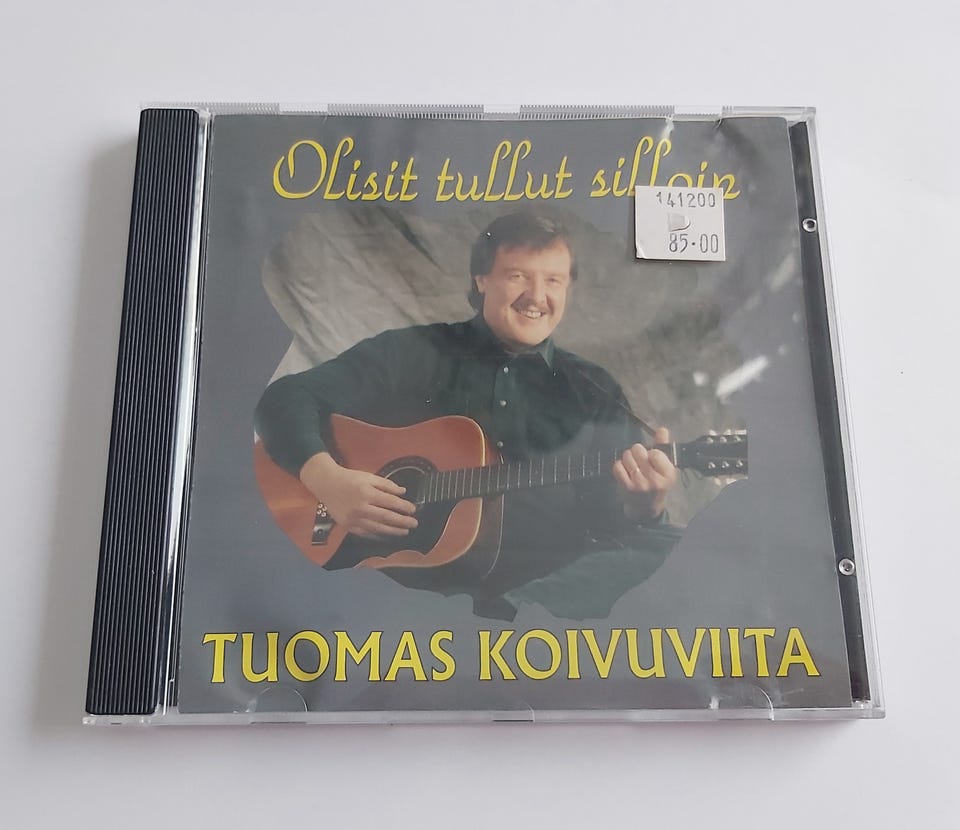 Olisit tullut silloin
141200
85.00
TUOMAS KOIVUVIITA